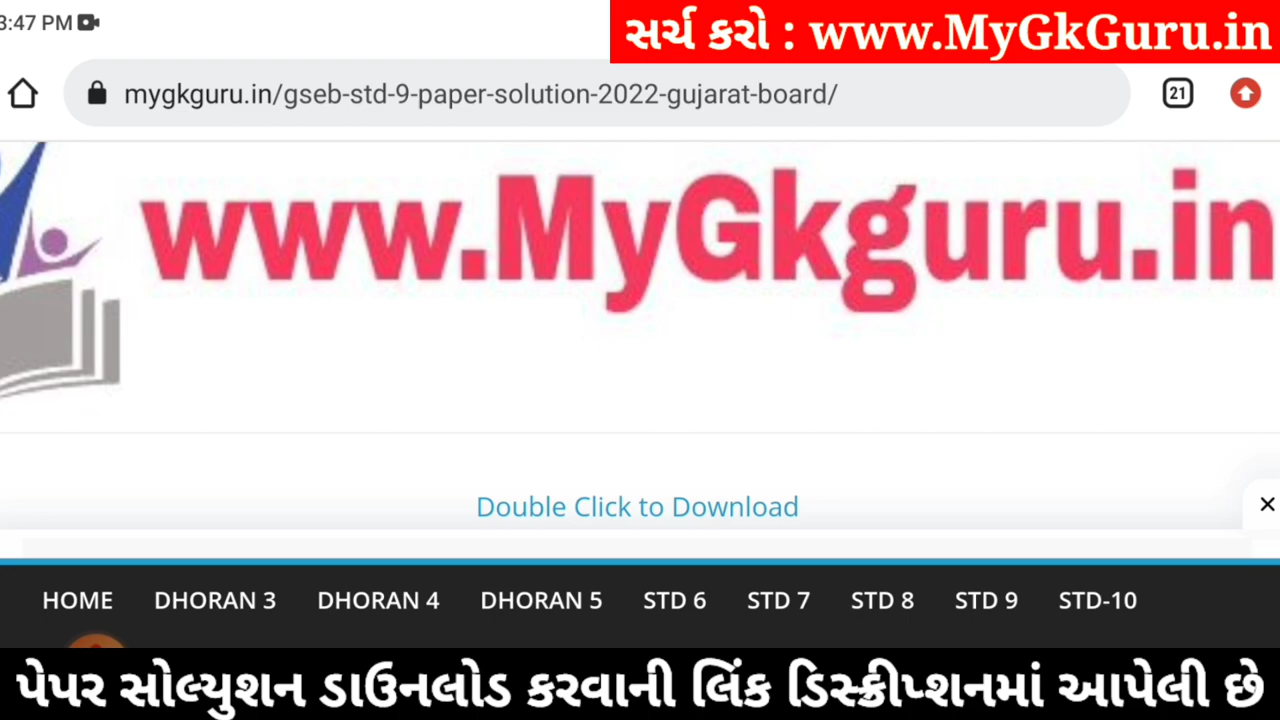 3:47 PM
સર્ચ કરો : www.MyGkGuru.in
mygkguru.in/gseb-std-9-paper-solution-2022-gujarat-board/
21
www.MyGkguru.in
Double Click to Download
HOME DHORAN 3 DHORAN 4 DHORAN 5 STD 6 STD 7 STD 8 STD 9 STD-10
પેપર સોલ્યુશન ડાઉનલોડ કરવાની લિંક ડિસ્ક્રીપ્શનમાં આપેલી છે